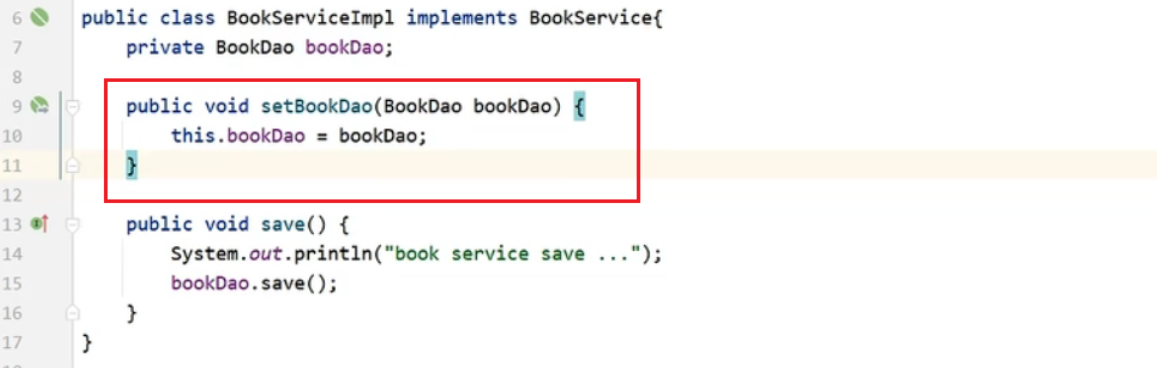 6 public class BookServiceImpl implements BookService{
7     private BookDao bookDao;
8
9     public void setBookDao(BookDao bookDao) {
10         this.bookDao = bookDao;
11     }
12
13     public void save() {
14         System.out.println("book service save ...");
15         bookDao.save();
16     }
17 }